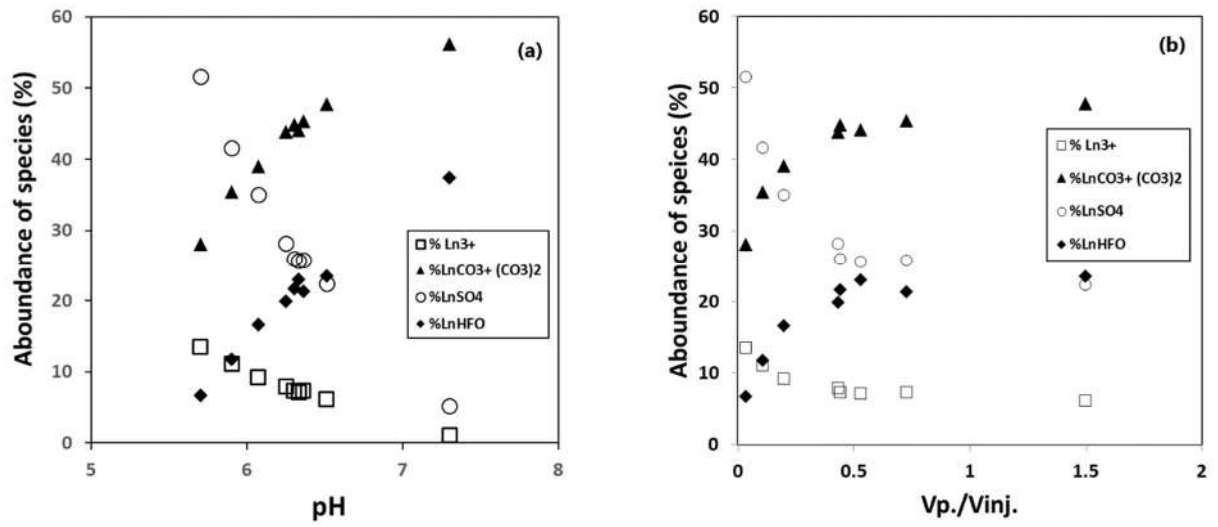 (a)
Aboundance of species (%)
60
50
40
30
20
10
0
% Ln3+
%LnCO3+ (CO3)2
%LnSO4
%LnHFO
5 6 7 8
pH
(b)
Aboundance of speices (%)
60
50
40
30
20
10
0
% Ln3+
%LnCO3+ (CO3)2
%LnSO4
%LnHFO
0 0.5 1 1.5 2
Vp./Vinj.